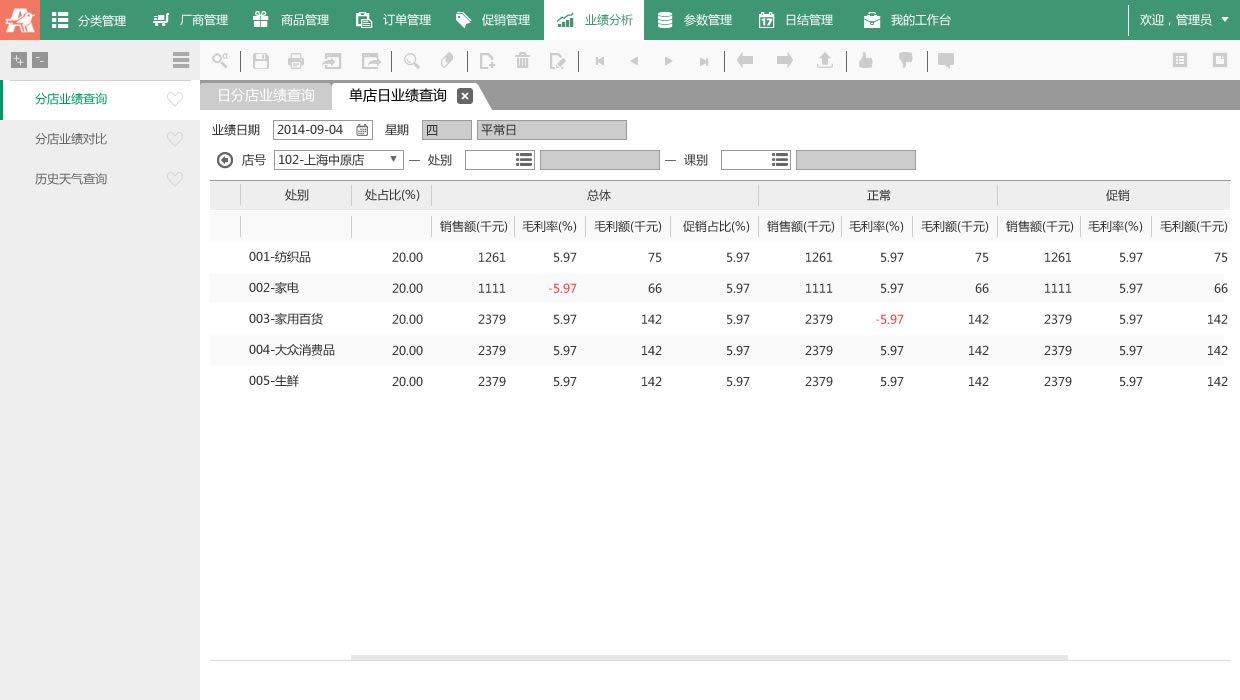 分类管理 厂商管理 商品管理 订单管理 促销管理 业绩分析 参数管理 17 日结管理 我的工作台 欢迎，管理员
分店业绩查询
分店业绩对比
历史天气查询
日分店业绩查询 单店日业绩查询
业绩日期 2014-09-04 星期 四 平常日
店号 102-上海中原店 — 处别 — 课别
处别 处占比(%) 总体 正常 促销
销售额(千元) 毛利率(%) 毛利额(千元) 促销占比(%) 销售额(千元) 毛利率(%) 毛利额(千元) 销售额(千元) 毛利率(%) 毛利额(千元)
001-纺织品 20.00 1261 5.97 75 5.97 1261 5.97 75 1261 5.97 75
002-家电 20.00 1111 -5.97 66 5.97 1111 5.97 66 1111 5.97 66
003-家用百货 20.00 2379 5.97 142 5.97 2379 -5.97 142 2379 5.97 142
004-大众消费品 20.00 2379 5.97 142 5.97 2379 5.97 142 2379 5.97 142
005-生鲜 20.00 2379 5.97 142 5.97 2379 5.97 142 2379 5.97 142